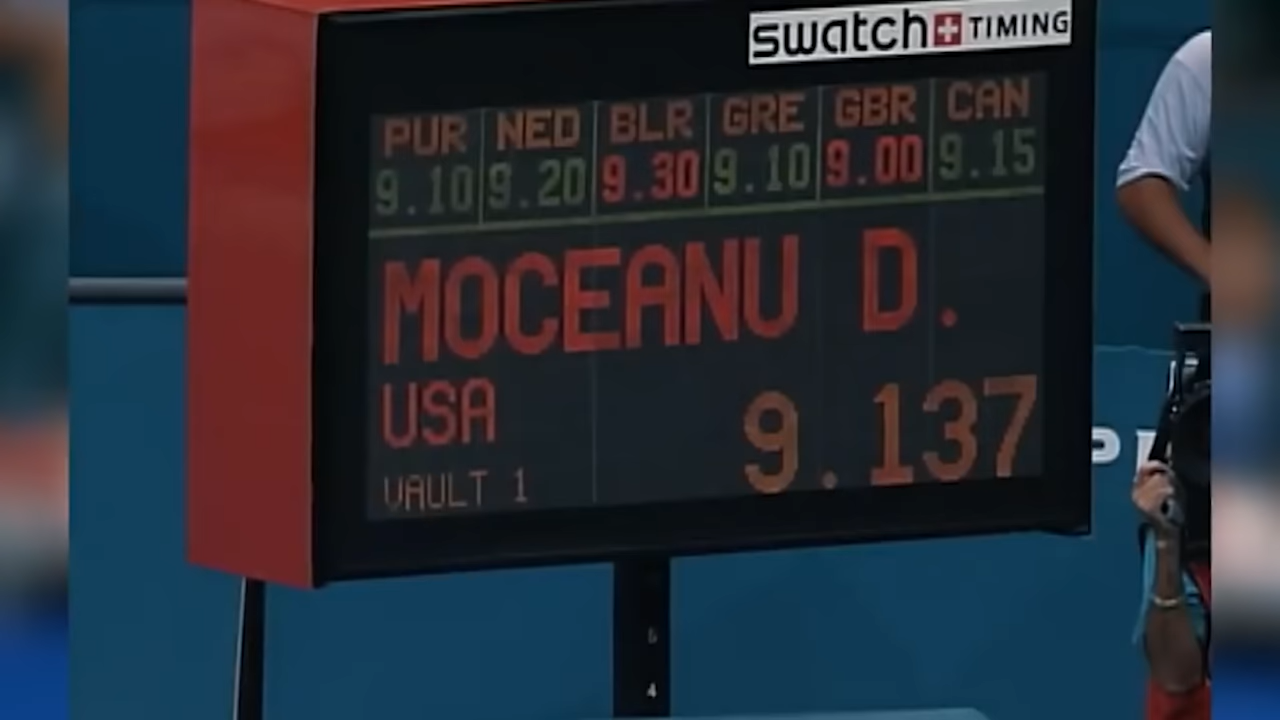 swatch TIMING
PUR NED BLR GRE GBR CAN
9.10 9.20 9.30 9.10 9.00 9.15
MOCEANU D.
USA
9.137
VAULT 1
4